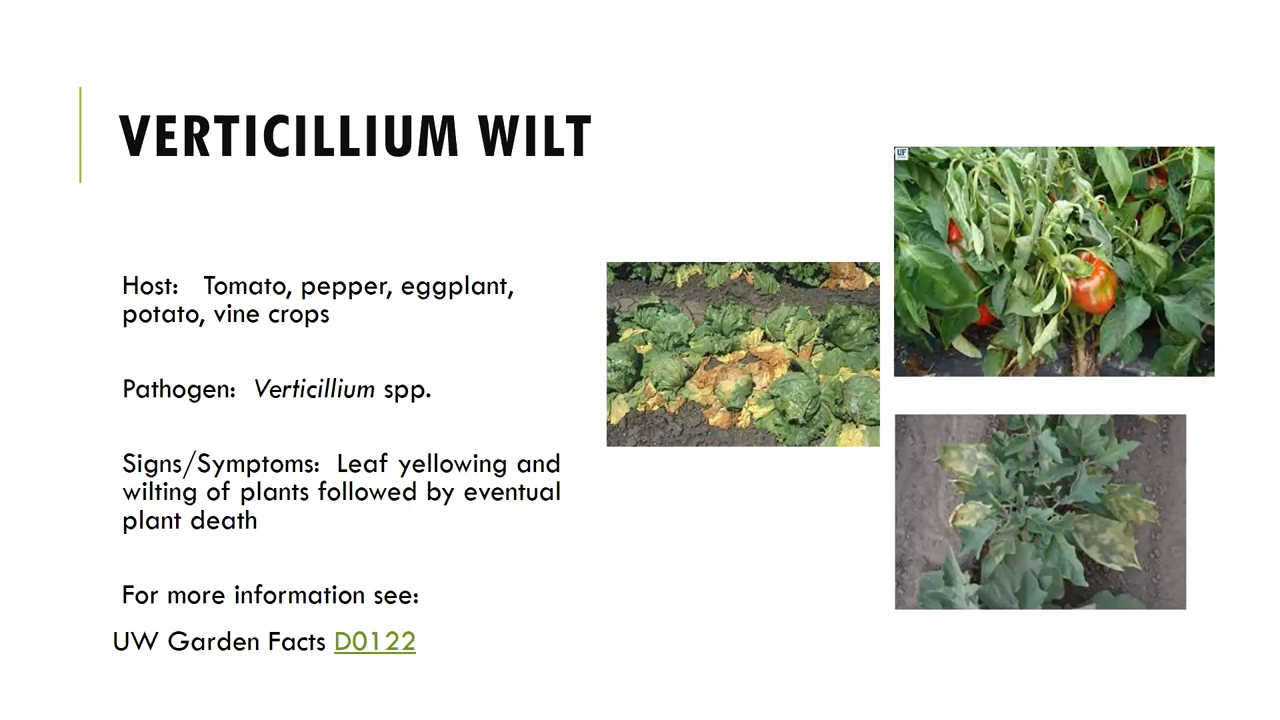 VERTICILLIUM WILT
Host: Tomato, pepper, eggplant,
potato, vine crops
Pathogen: Verticillium spp.
Signs/Symptoms: Leaf yellowing and
wilting of plants followed by eventual
plant death
For more information see:
UW Garden Facts D0122
UF